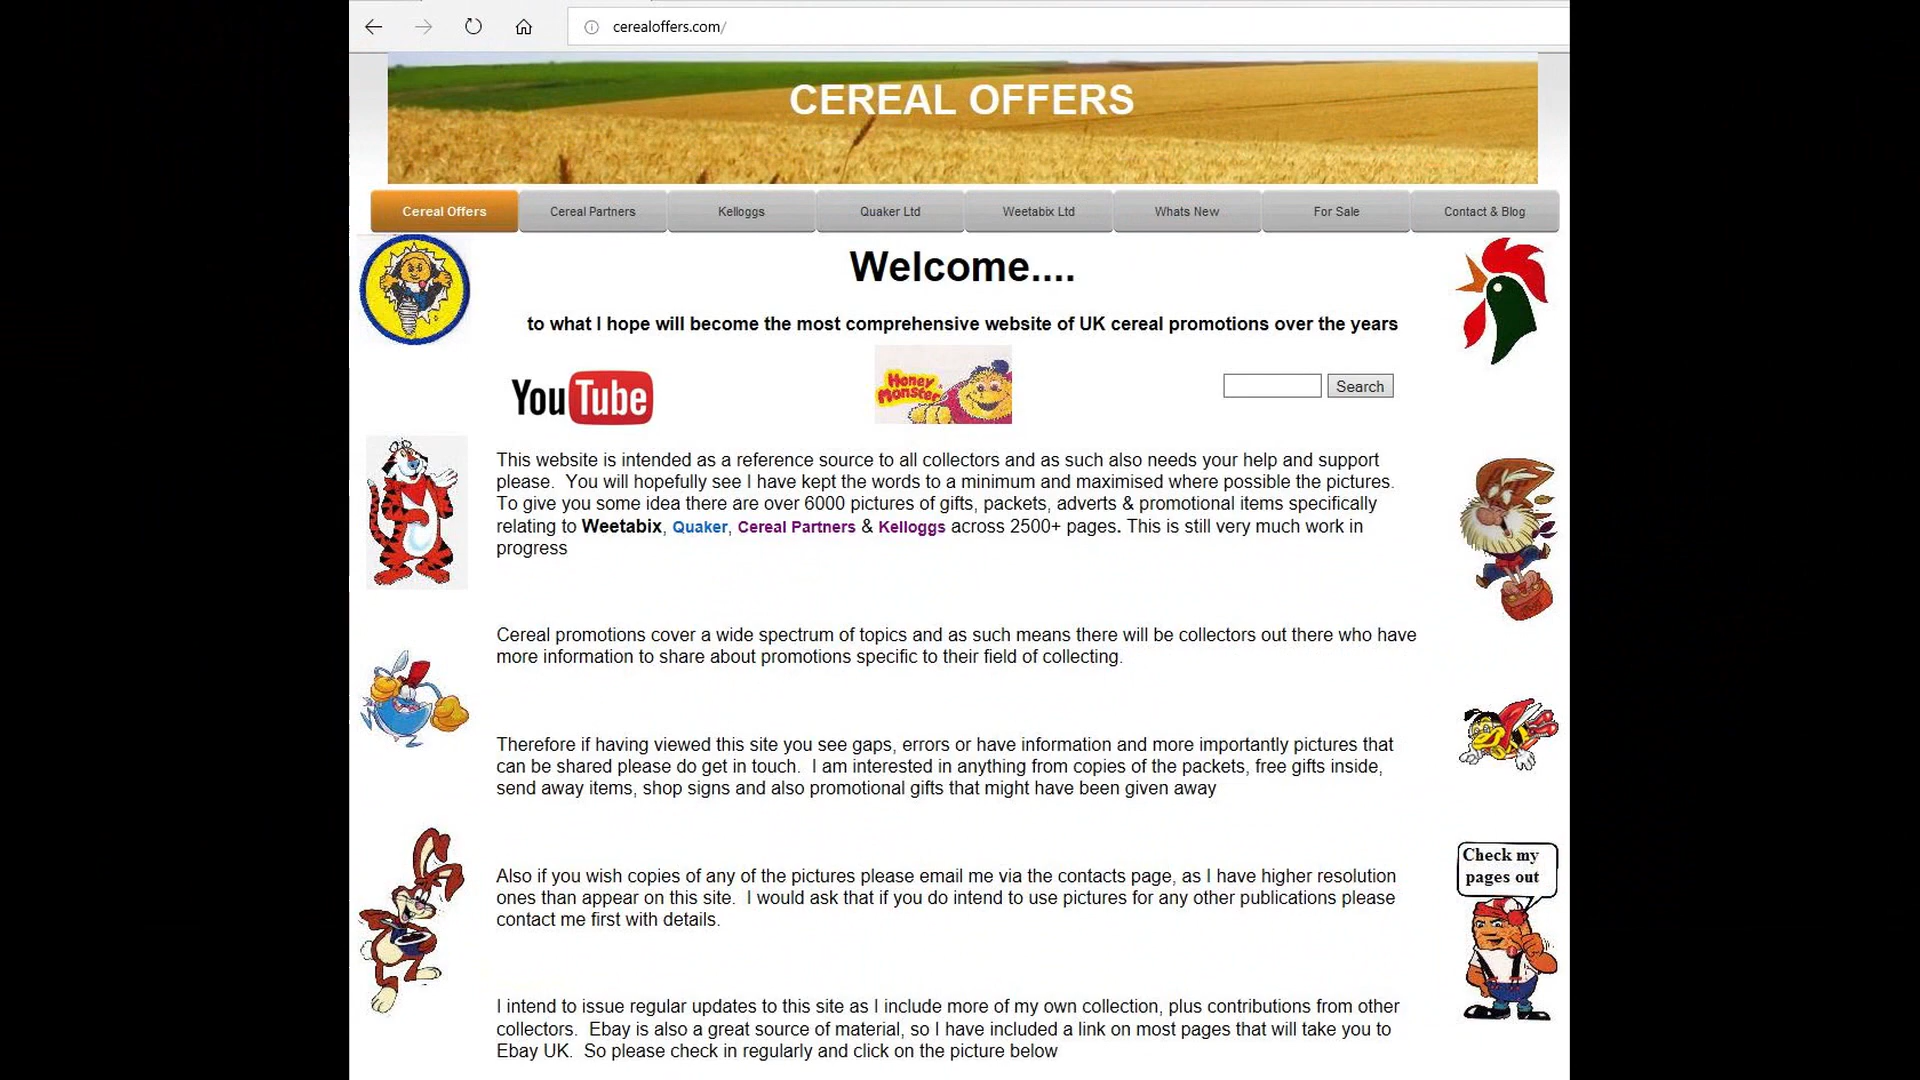 cerealoffers.com/
CEREAL OFFERS
Cereal Offers
Cereal Partners
Kelloggs
Quaker Ltd
Weetabix Ltd
Whats New
For Sale
Contact & Blog
Welcome....
to what I hope will become the most comprehensive website of UK cereal promotions over the years
YouTube
Honey
Monster
Search
This website is intended as a reference source to all collectors and as such also needs your help and support
please. You will hopefully see I have kept the words to a minimum and maximised where possible the pictures.
To give you some idea there are over 6000 pictures of gifts, packets, adverts & promotional items specifically
relating to Weetabix, Quaker, Cereal Partners & Kelloggs across 2500+ pages. This is still very much work in
progress
Cereal promotions cover a wide spectrum of topics and as such means there will be collectors out there who have
more information to share about promotions specific to their field of collecting.
Therefore if having viewed this site you see gaps, errors or have information and more importantly pictures that
can be shared please do get in touch. I am interested in anything from copies of the packets, free gifts inside,
send away items, shop signs and also promotional gifts that might have been given away
Also if you wish copies of any of the pictures please email me via the contacts page, as I have higher resolution
ones than appear on this site. I would ask that if you do intend to use pictures for any other publications please
contact me first with details.
Check my
pages out
I intend to issue regular updates to this site as I include more of my own collection, plus contributions from other
collectors. Ebay is also a great source of material, so I have included a link on most pages that will take you to
Ebay UK. So please check in regularly and click on the picture below